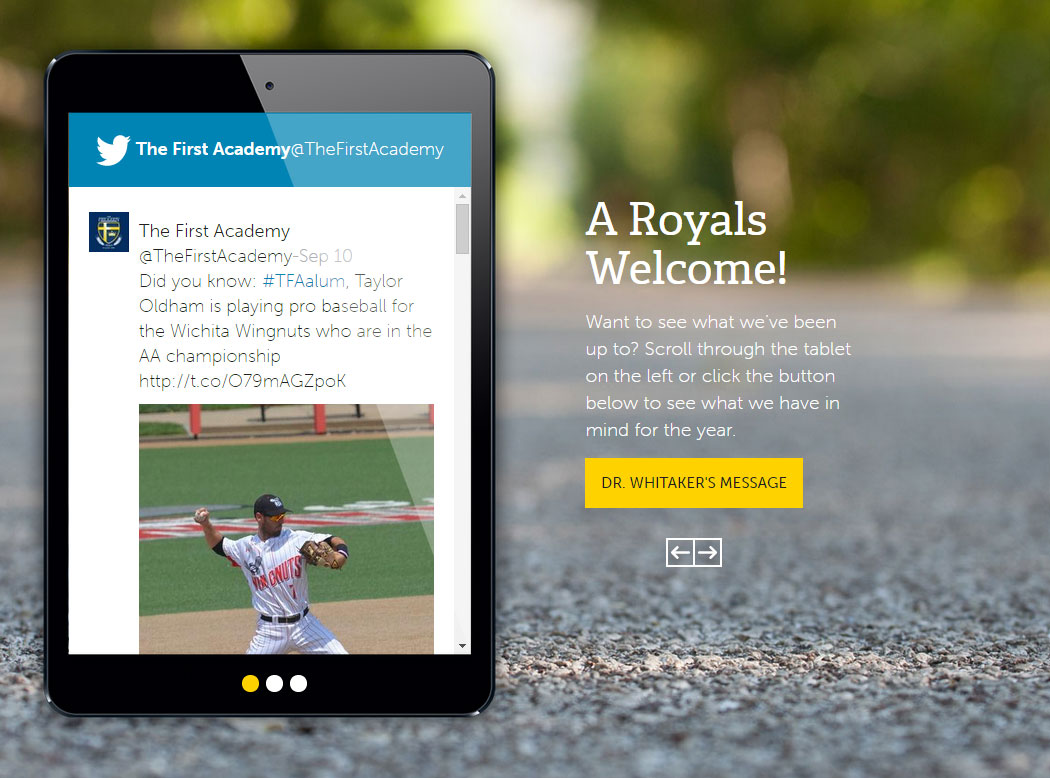 The First Academy@TheFirstAcademy
The First Academy
@TheFirstAcademy-Sep 10
Did you know: #TFAalum, Taylor
Oldham is playing pro baseball for
the Wichita Wingnuts who are in the
AA championship
http://t.co/O79mAGZpoK
A Royals
Welcome!
Want to see what we've been
up to? Scroll through the tablet
on the left or click the button
below to see what we have in
mind for the year.
DR. WHITAKER'S MESSAGE